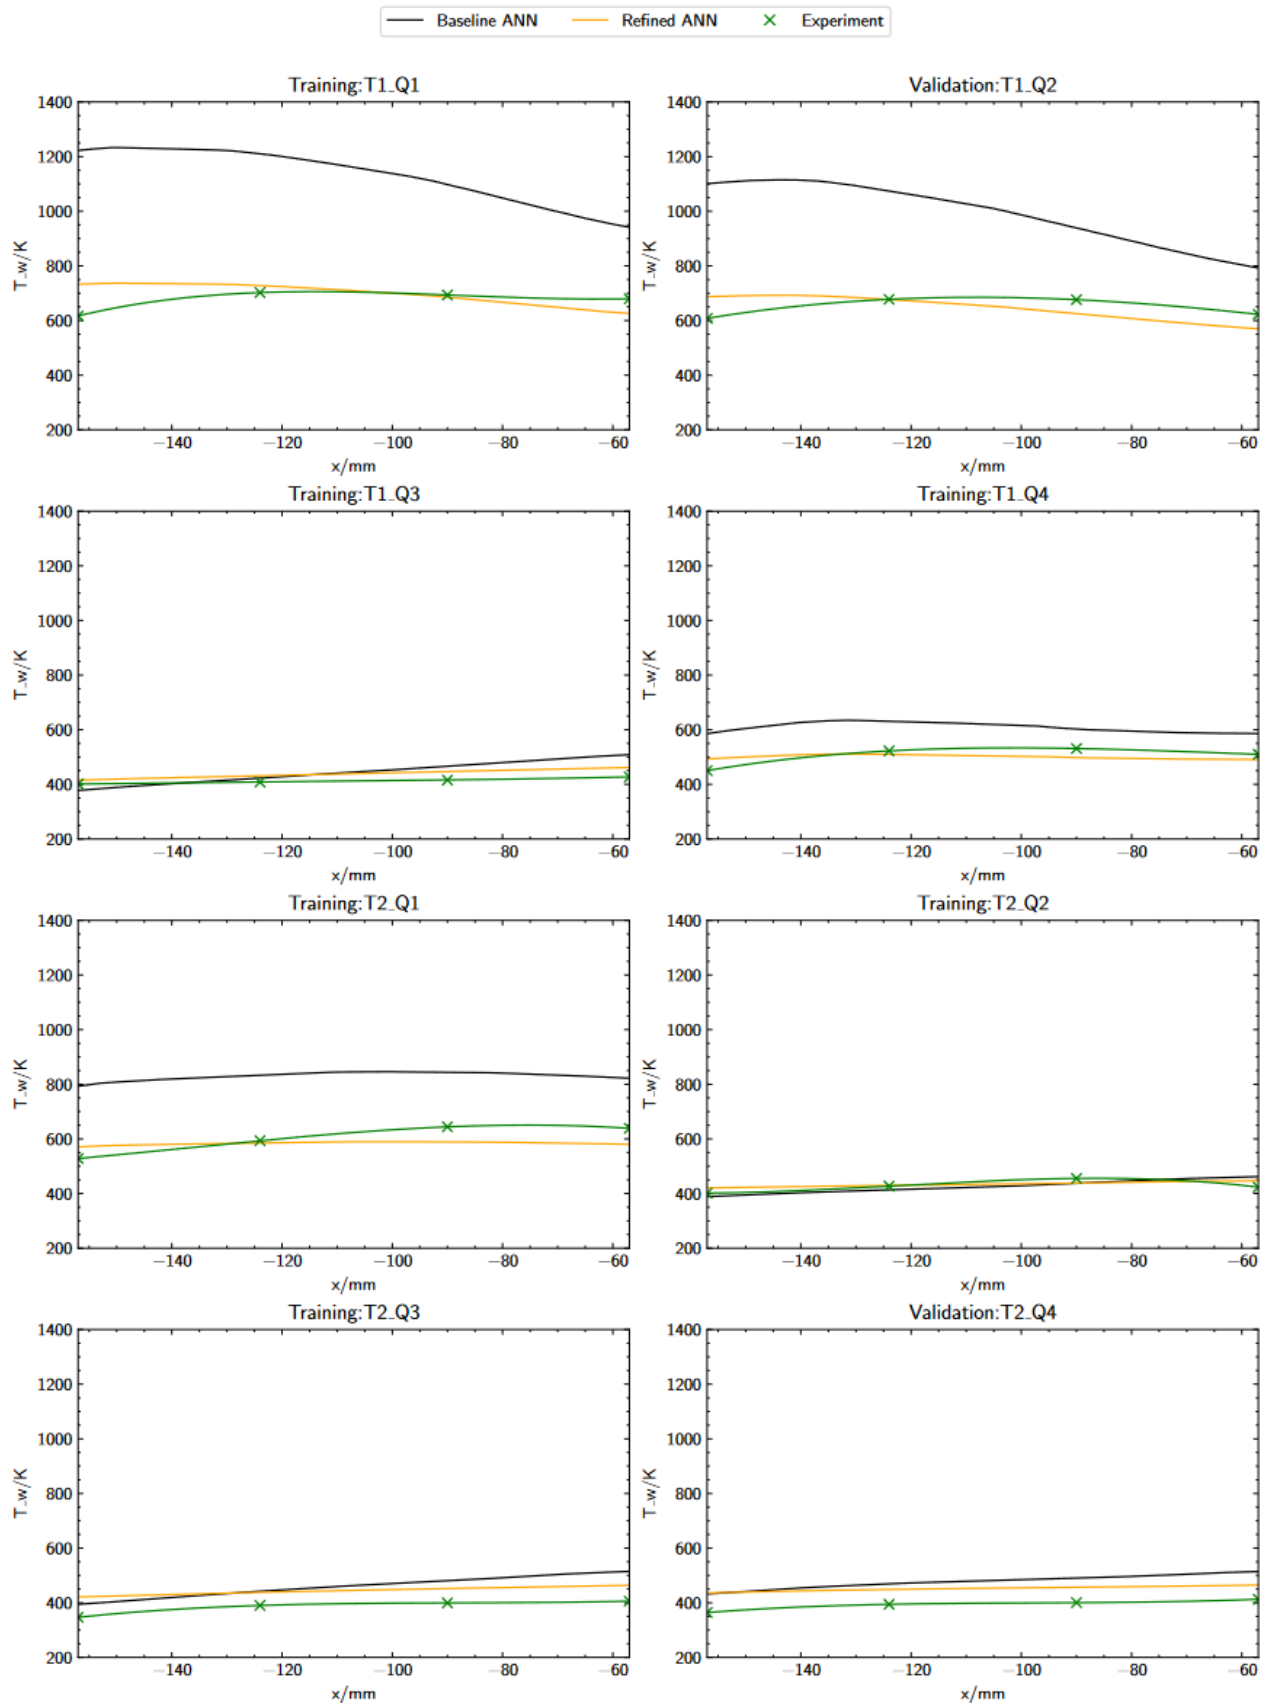 Baseline ANN Refined ANN Experiment
Training:T1_Q1 Validation:T1_Q2
1400 1400
1200 1200
1000 1000
800 800
T_w/K T_w/K
600 600
400 400
200 200
−140 −120 −100 −80 −60 −140 −120 −100 −80 −60
x/mm x/mm
Training:T1_Q3 Training:T1_Q4
1400 1400
1200 1200
1000 1000
800 800
T_w/K T_w/K
600 600
400 400
200 200
−140 −120 −100 −80 −60 −140 −120 −100 −80 −60
x/mm x/mm
Training:T2_Q1 Training:T2_Q2
1400 1400
1200 1200
1000 1000
800 800
T_w/K T_w/K
600 600
400 400
200 200
−140 −120 −100 −80 −60 −140 −120 −100 −80 −60
x/mm x/mm
Training:T2_Q3 Validation:T2_Q4
1400 1400
1200 1200
1000 1000
800 800
T_w/K T_w/K
600 600
400 400
200 200
−140 −120 −100 −80 −60 −140 −120 −100 −80 −60
x/mm x/mm